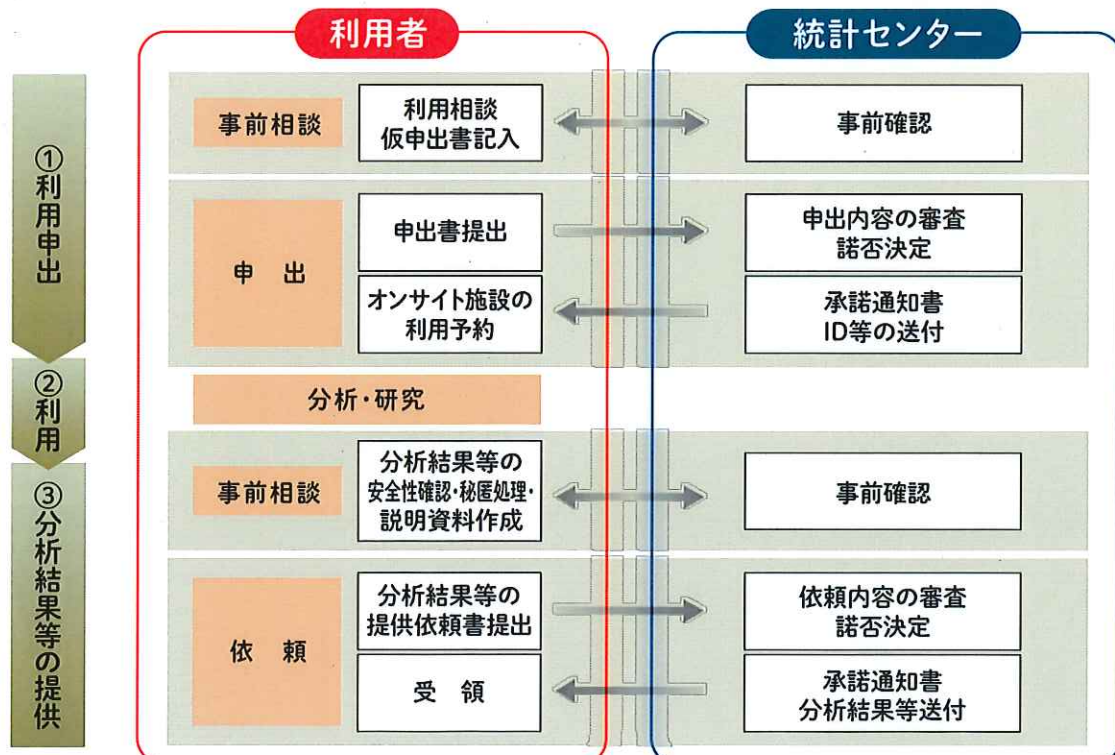 利用者
統計センター
①利用申出
事前相談
利用相談
仮申出書記入
事前確認
申出
申出書提出
申出内容の審査
諾否決定
オンサイト施設の
利用予約
承諾通知書
ID等の送付
②利用
分析・研究
③分析結果等の提供
事前相談
分析結果等の
安全性確認・秘匿処理・
説明資料作成
事前確認
依頼
分析結果等の
提供依頼書提出
依頼内容の審査
諾否決定
受領
承諾通知書
分析結果等送付